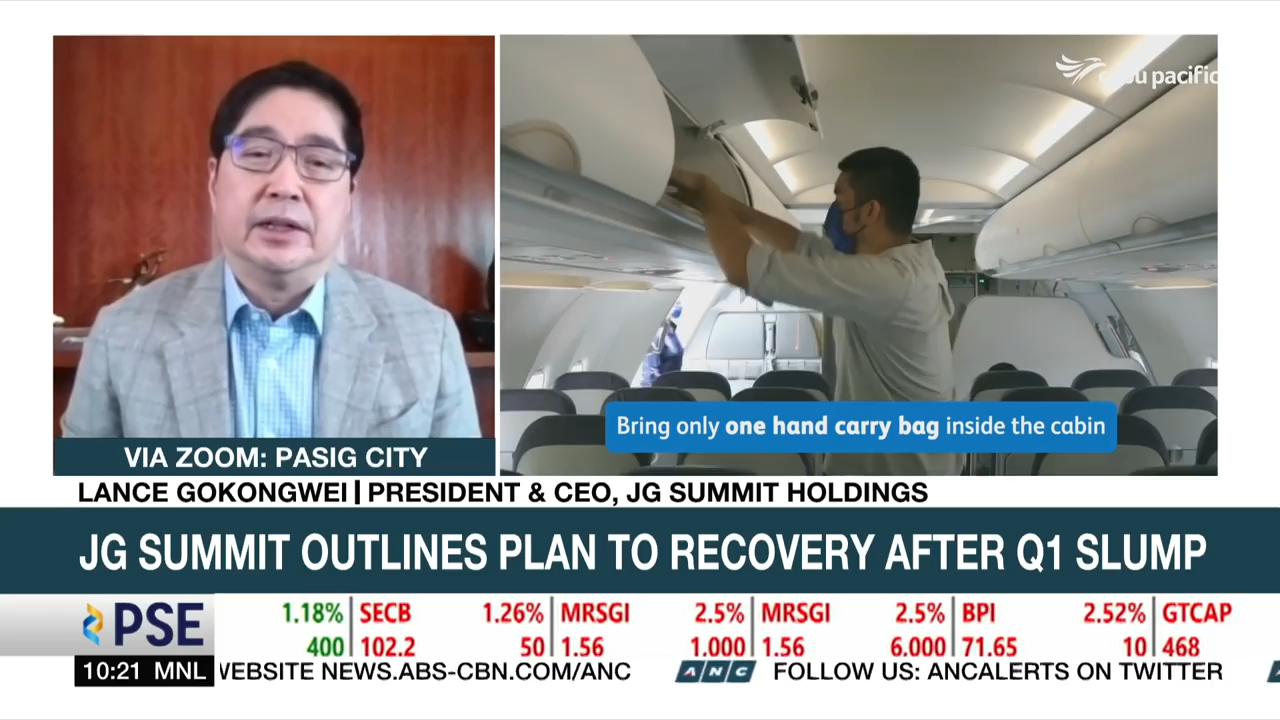 cebu pacific
Bring only one hand carry bag inside the cabin
VIA ZOOM: PASIG CITY
LANCE GOKONGWEI | PRESIDENT & CEO, JG SUMMIT HOLDINGS
JG SUMMIT OUTLINES PLAN TO RECOVERY AFTER Q1 SLUMP
PSE
1.18% SECB 1.26% MRSGI 2.5% MRSGI 2.5% BPI 2.52% GTCAP
400 102.2 50 1.56 1.000 1.56 6.000 71.65 10 468
10:21 MNL WEBSITE NEWS.ABS-CBN.COM/ANC ANC FOLLOW US: ANCALERTS ON TWITTER